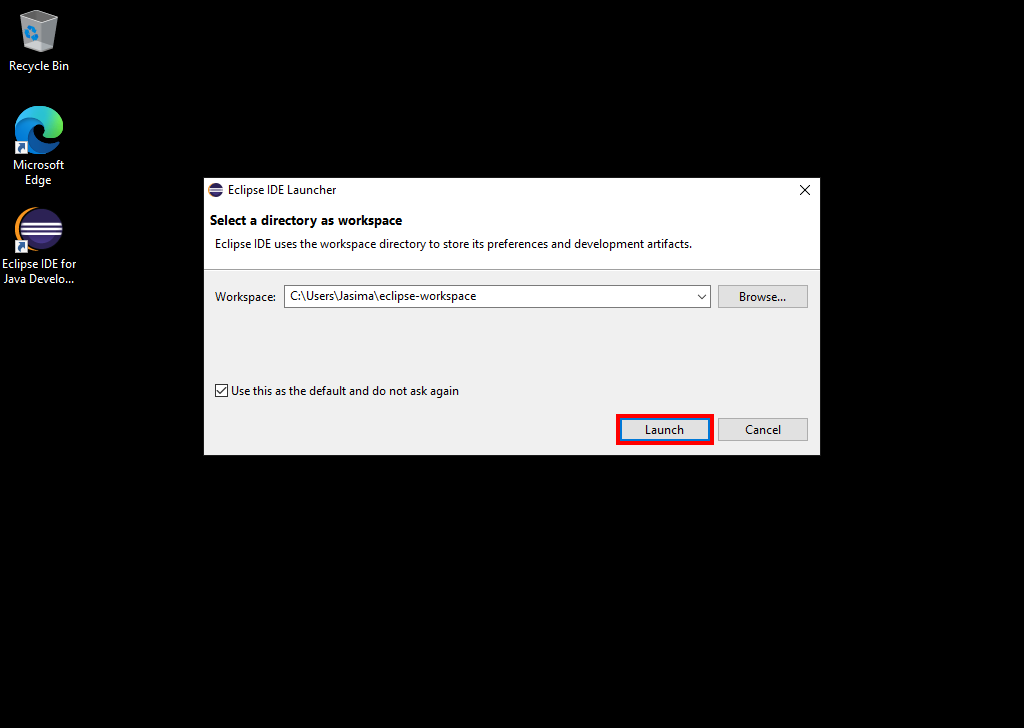 Recycle Bin
Microsoft
Edge
Eclipse IDE for
Java Develo...
Eclipse IDE Launcher
Select a directory as workspace
Eclipse IDE uses the workspace directory to store its preferences and development artifacts.
Workspace: C:\Users\Jasima\eclipse-workspace Browse...
Use this as the default and do not ask again
Launch Cancel